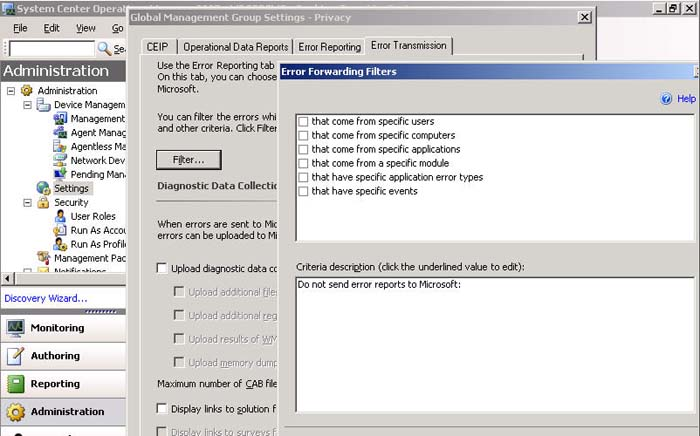 System Center Operat
File Edit View Go
Administration
Administration
Device Managem
Management
Agent Manag
Agentless Ma
Network Dev
Pending Man
Settings
Security
User Roles
Run As Accou
Run As Profile
Management Pac
Notifications
Discovery Wizard...
Monitoring
Authoring
Reporting
Administration
Global Management Group Settings - Privacy
CEIP
Operational Data Reports
Error Reporting
Error Transmission
Use the Error Reporting tab
On this tab, you can choose
Microsoft.
You can filter the errors whi
and other criteria. Click Filter
Filter...
Diagnostic Data Collectio
When errors are sent to Mic
errors can be uploaded to Mi
Upload diagnostic data co
Upload additional files
Upload additional reg
Upload results of WM
Upload memory dump
Maximum number of CAB file
Display links to solution f
Display links to surveys f
Error Forwarding Filters
Help
that come from specific users
that come from specific computers
that come from specific applications
that come from a specific module
that have specific application error types
that have specific events
Criteria description (click the underlined value to edit):
Do not send error reports to Microsoft: